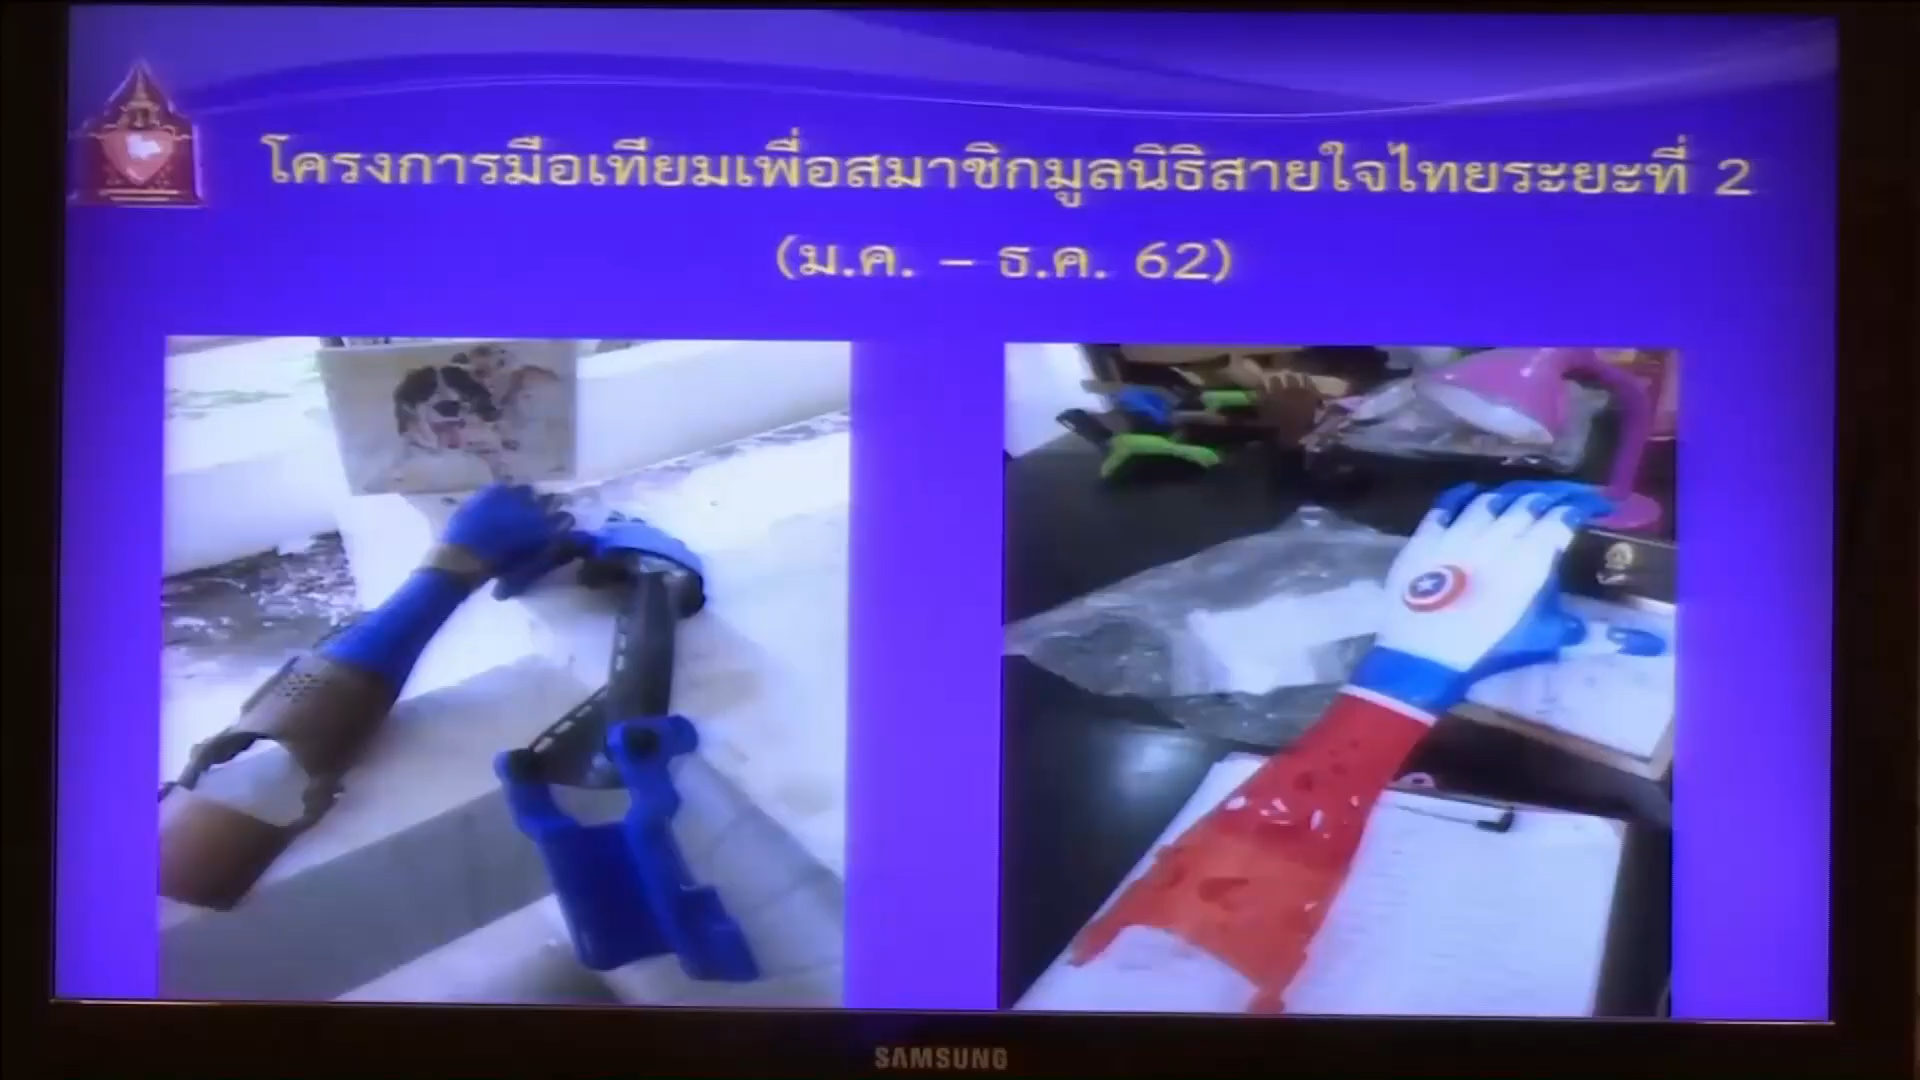 โครงการมือเทียมเพื่อสมาชิกมูลนิธิสายใจไทยระยะที่ 2
(ม.ค. – ธ.ค. 62)
SAMSUNG